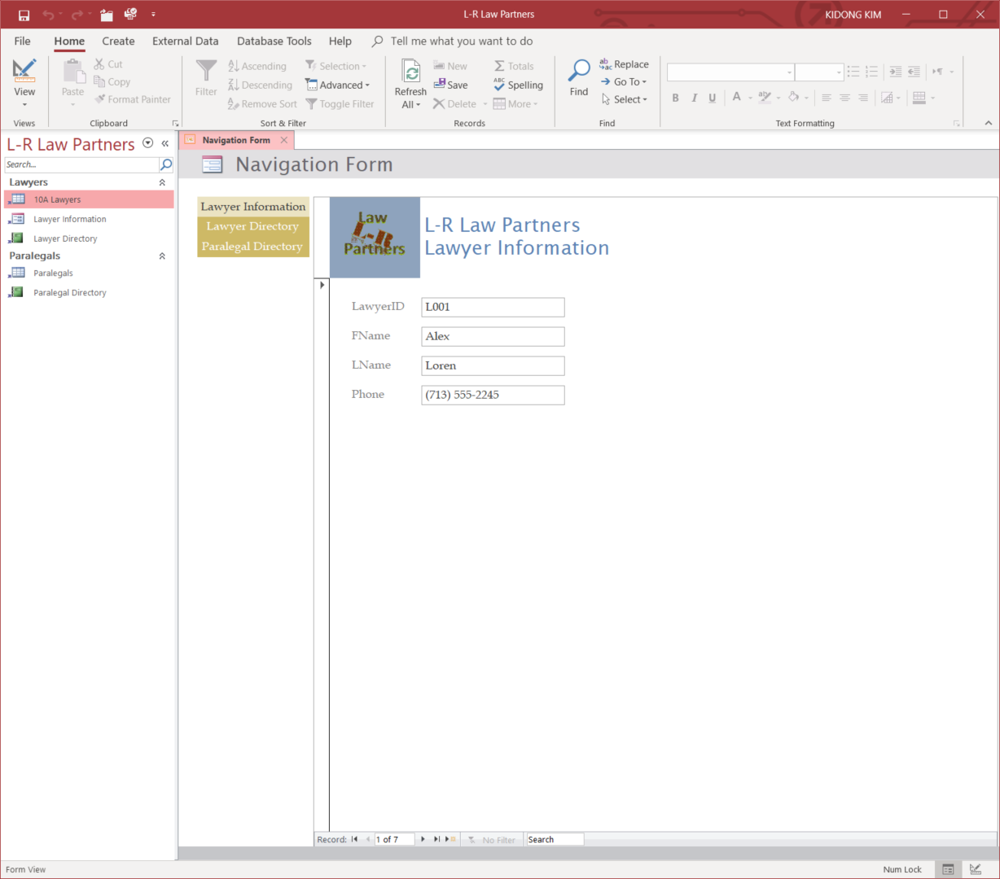 L-R Law Partners
KIDONG KIM
File Home Create External Data Database Tools Help Tell me what you want to do
View
Views
Paste
Cut
Copy
Format Painter
Clipboard
Filter
Ascending
Descending
Remove Sort
Selection
Advanced
Toggle Filter
Sort & Filter
Refresh
All
New
Save
Delete
Totals
Spelling
More
Records
Find
Replace
Go To
Select
Find
B I U A
Text Formatting
L-R Law Partners
Search...
Lawyers
10A Lawyers
Lawyer Information
Lawyer Directory
Paralegals
Paralegals
Paralegal Directory
Navigation Form
Navigation Form
Lawyer Information
Lawyer Directory
Paralegal Directory
Law
L-R
Partners
L-R Law Partners
Lawyer Information
LawyerID L001
FName Alex
LName Loren
Phone (713) 555-2245
Record: 1 of 7 No Filter Search
Form View Num Lock